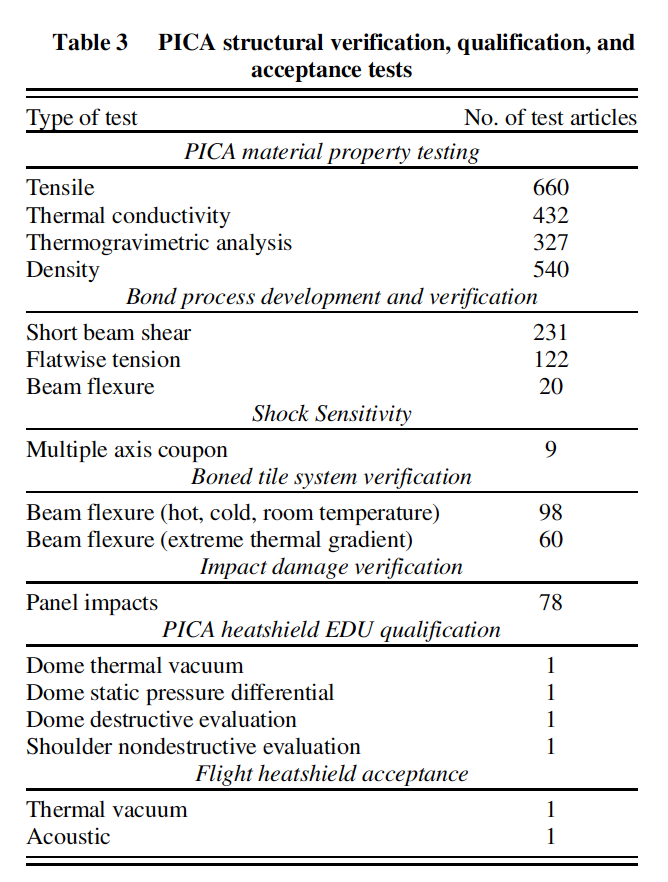 Table 3 PICA structural verification, qualification, and
acceptance tests
Type of test No. of test articles
PICA material property testing
Tensile 660
Thermal conductivity 432
Thermogravimetric analysis 327
Density 540
Bond process development and verification
Short beam shear 231
Flatwise tension 122
Beam flexure 20
Shock Sensitivity
Multiple axis coupon 9
Boned tile system verification
Beam flexure (hot, cold, room temperature) 98
Beam flexure (extreme thermal gradient) 60
Impact damage verification
Panel impacts 78
PICA heatshield EDU qualification
Dome thermal vacuum 1
Dome static pressure differential 1
Dome destructive evaluation 1
Shoulder nondestructive evaluation 1
Flight heatshield acceptance
Thermal vacuum 1
Acoustic 1